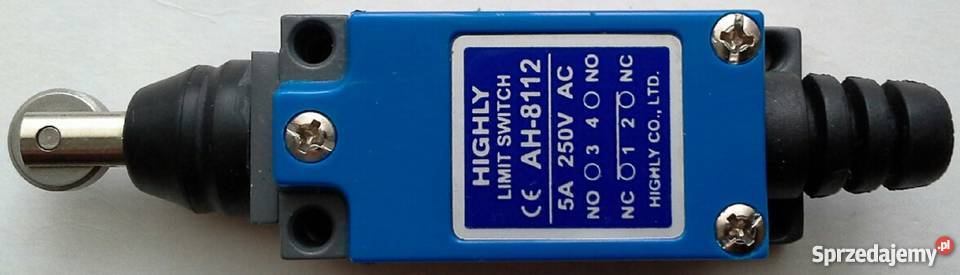 HIGHLY
LIMIT SWITCH
CE AH-8112
5A 250V AC
NO 3 4 NO
NC 1 2 NC
HIGHLY CO., LTD.
Sprzedajemy.pl